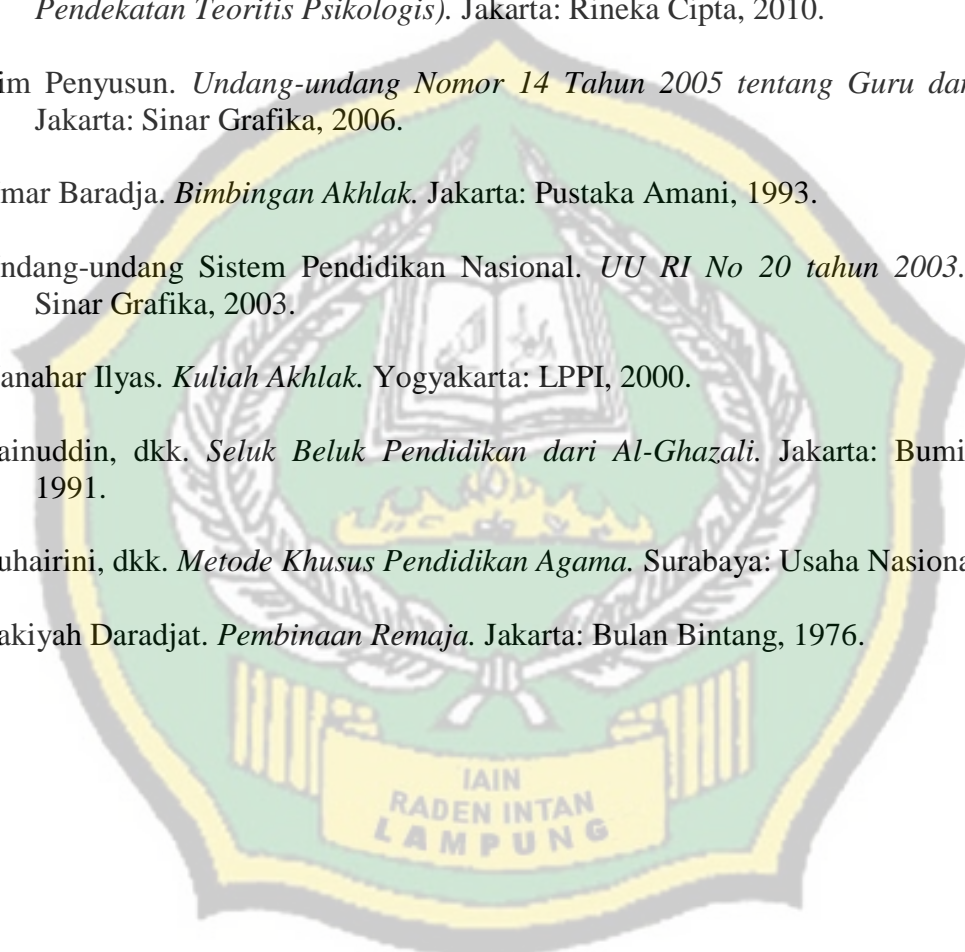 Pendekatan Teoritis Psikologis). Jakarta: Rineka Cipta, 2010.
im Penyusun. Undang-undang Nomor 14 Tahun 2005 tentang Guru dan
Jakarta: Sinar Grafika, 2006.
mar Baradja. Bimbingan Akhlak. Jakarta: Pustaka Amani, 1993.
ndang-undang Sistem Pendidikan Nasional. UU RI No 20 tahun 2003.
Sinar Grafika, 2003.
anahar Ilyas. Kuliah Akhlak. Yogyakarta: LPPI, 2000.
ainuddin, dkk. Seluk Beluk Pendidikan dari Al-Ghazali. Jakarta: Bumi
1991.
uhairini, dkk. Metode Khusus Pendidikan Agama. Surabaya: Usaha Nasiona
akiyah Daradjat. Pembinaan Remaja. Jakarta: Bulan Bintang, 1976.
IAIN
RADEN INTAN
LAMPUNG